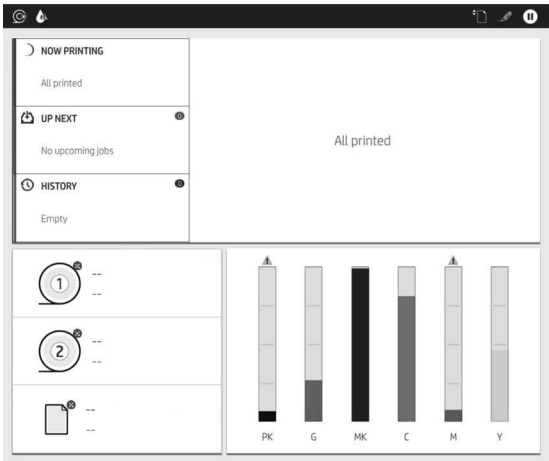 NOW PRINTING
All printed
UP NEXT
0
No upcoming jobs
HISTORY
0
Empty
All printed
1
--
--
2
--
--
--
--
PK
G
MK
C
M
Y